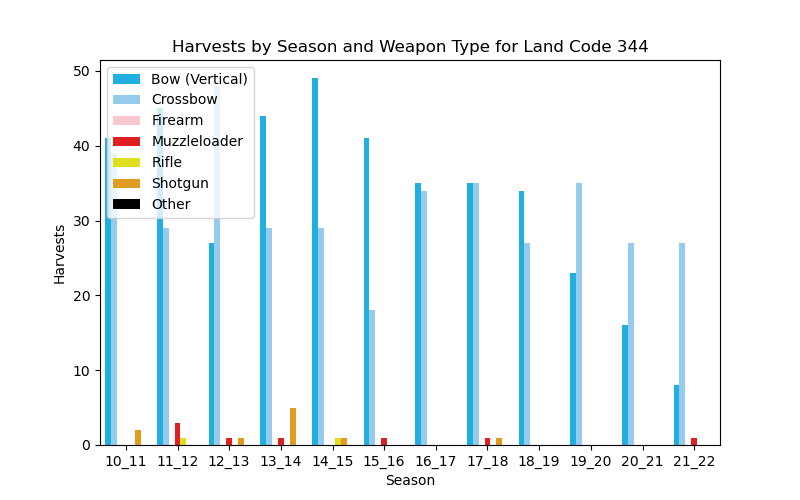 Harvests by Season and Weapon Type for Land Code 344
Bow (Vertical)
Crossbow
Firearm
Muzzleloader
Rifle
Shotgun
Other
50
40
30
20
10
0
Harvests
10_11 11_12 12_13 13_14 14_15 15_16 16_17 17_18 18_19 19_20 20_21 21_22
Season